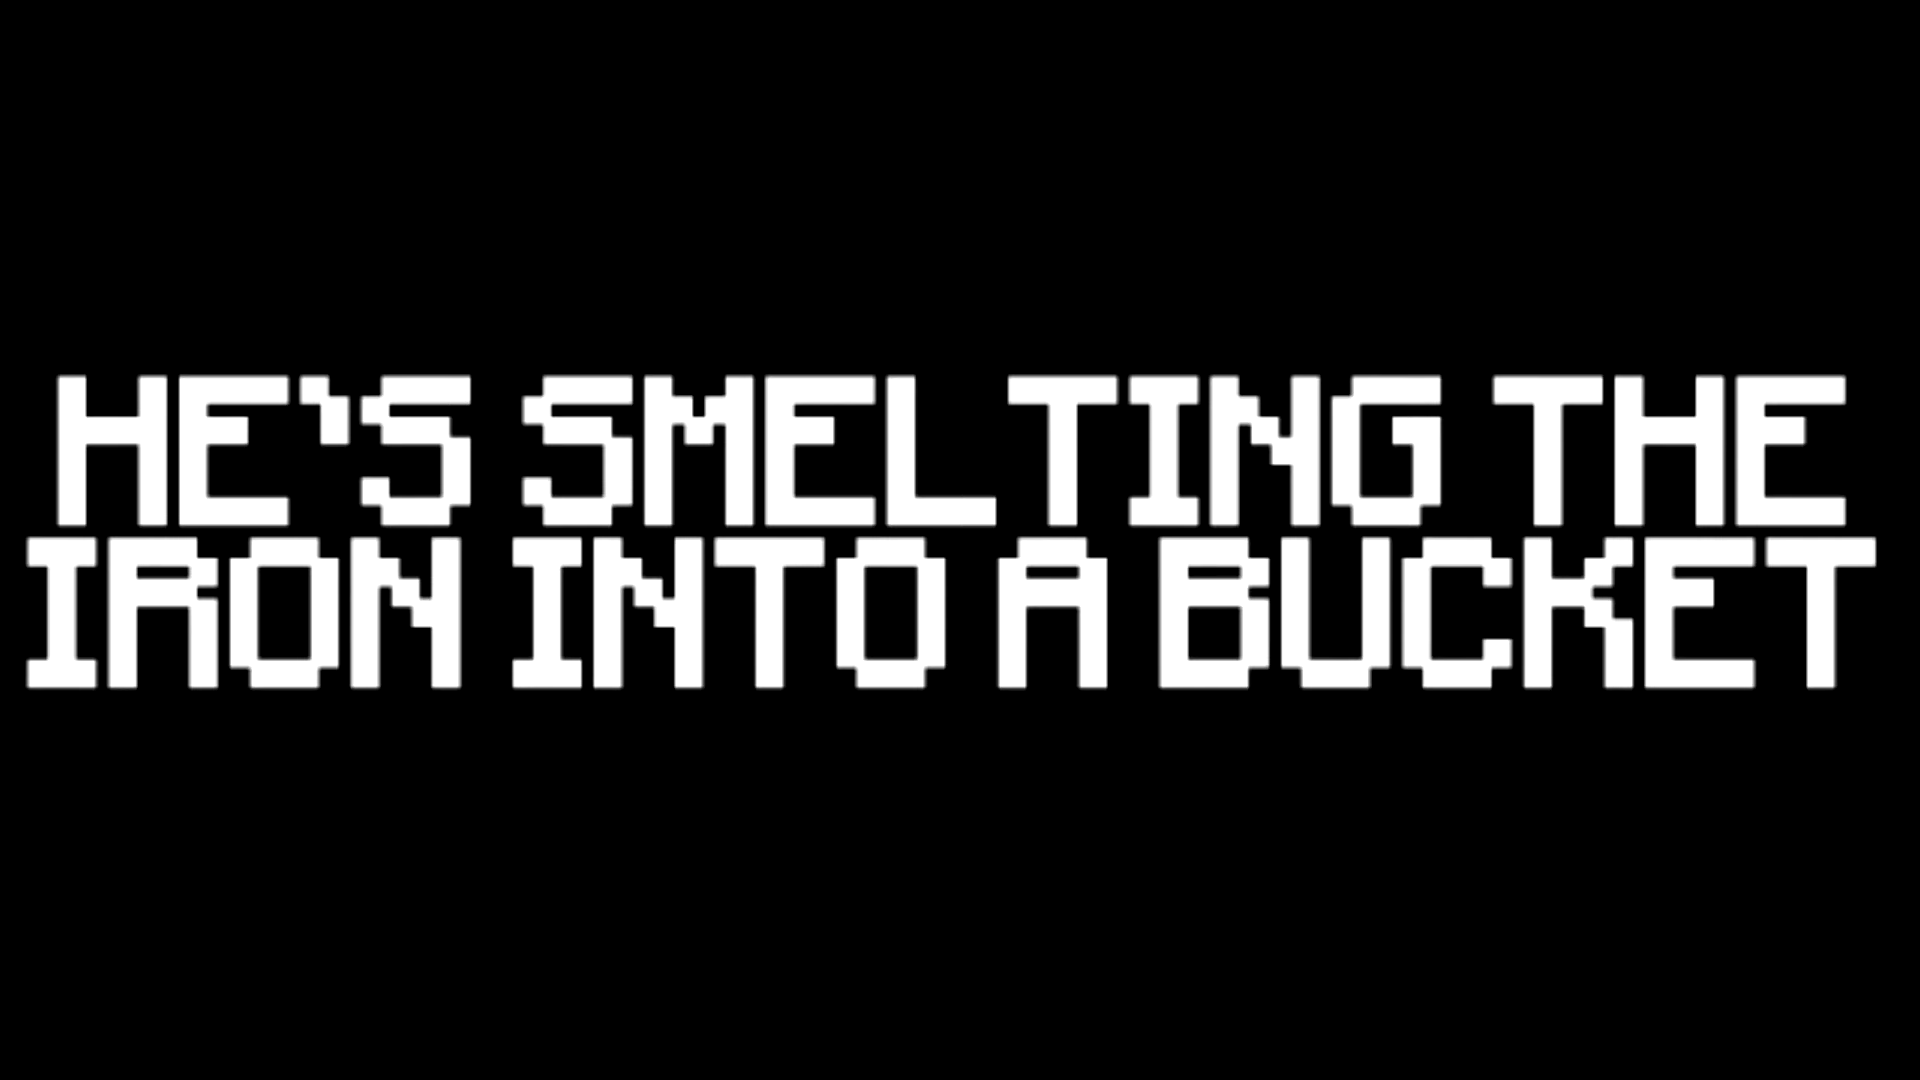 HE'S SMELTING THE
IRON INTO A BUCKET